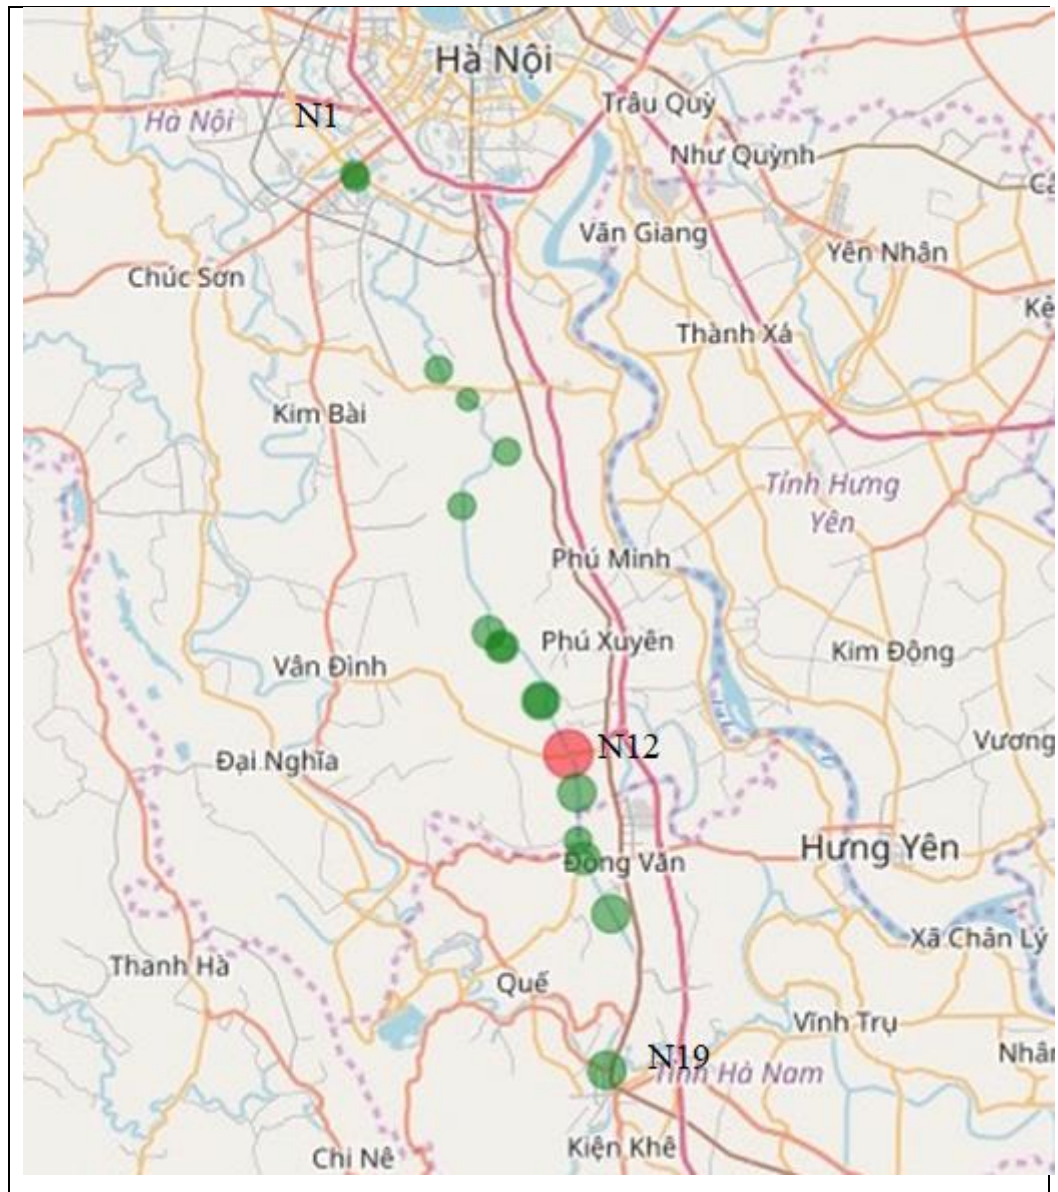 Hà Nội
Trâu Quỳ
N1
Hà Nội
Như Quỳnh
Văn Giang
Yên Nhân
Chúc Sơn
Thành Xá
Kim Bài
Tỉnh Hưng
Yên
Phú Minh
Phú Xuyên
Kim Động
Vân Đình
N12
Vương
Đại Nghĩa
Hưng Yên
Đồng Văn
Xã Chân Lý
Thanh Hà
Quế
Vĩnh Trụ
N19
Tỉnh Hà Nam
Kiện Khê
Chi Nê